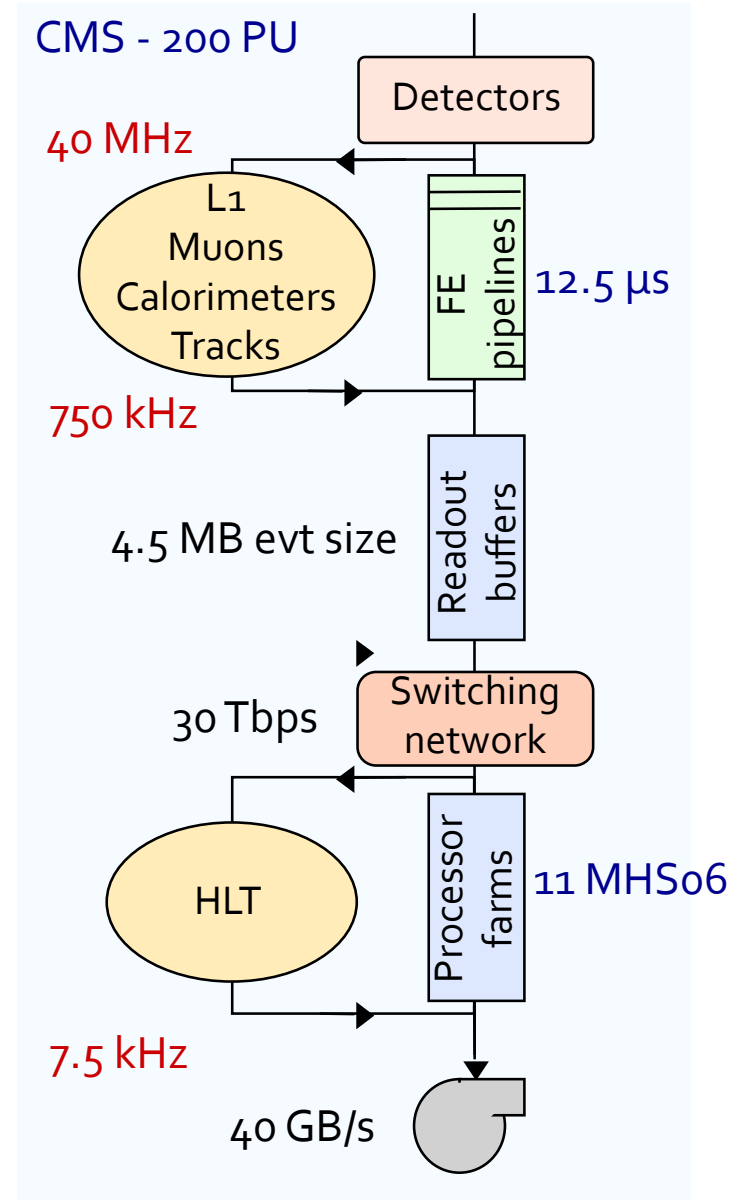 CMS - 200 PU
Detectors
40 MHz
L1
Muons
Calorimeters
Tracks
FE
pipelines
12.5 µs
750 kHz
Readout
buffers
4.5 MB evt size
Switching
network
30 Tbps
HLT
Processor
farms
11 MHS06
7.5 kHz
40 GB/s